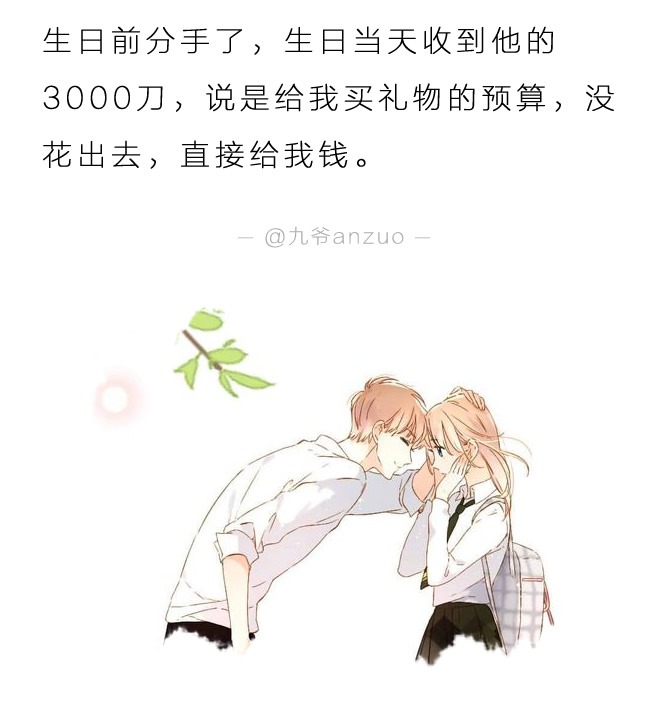 生日前分手了，生日当天收到他的
3000刀，说是给我买礼物的预算，没
花出去，直接给我钱。
— @九爷anzuo —